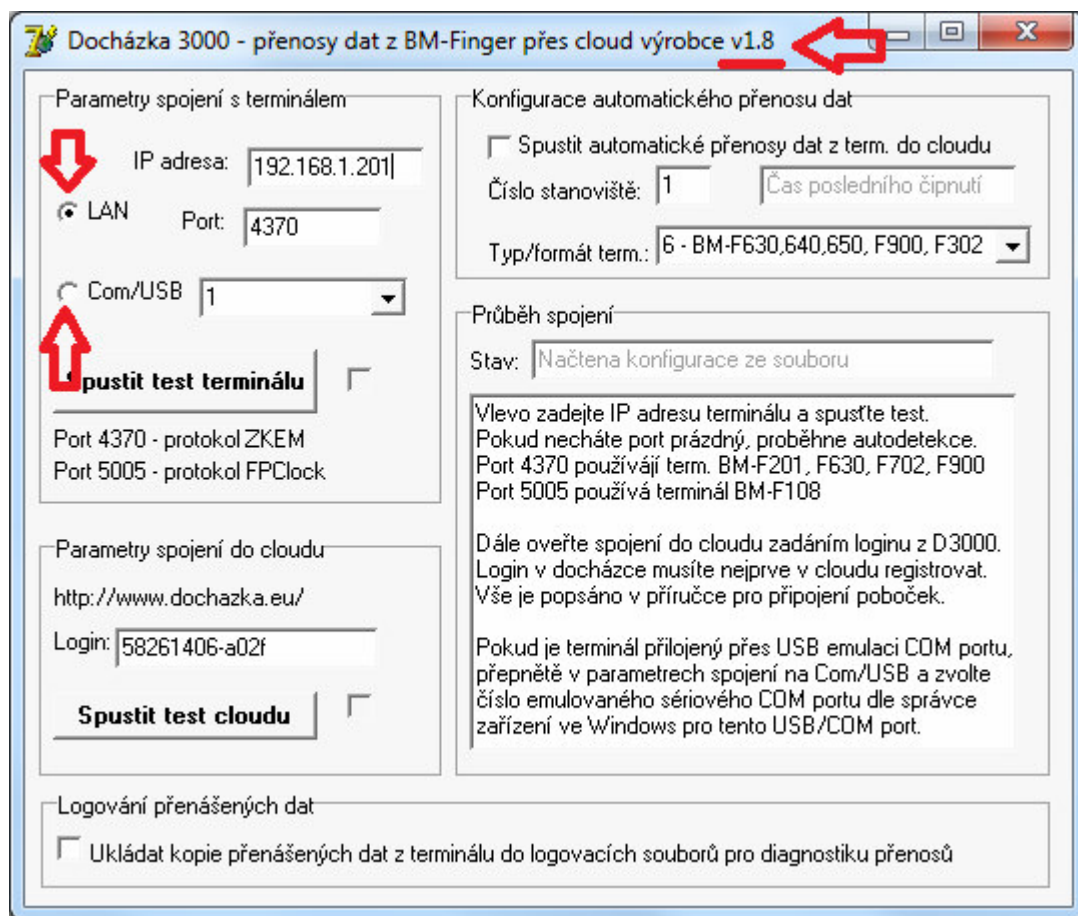 Docházka 3000 - přenosy dat z BM-Finger přes cloud výrobce v1.8
Parametry spojení s terminálem
IP adresa: 192.168.1.201
LAN
Port: 4370
Com/USB 1
Spustit test terminálu
Port 4370 - protokol ZKEM
Port 5005 - protokol FPClock
Parametry spojení do cloudu
http://www.dochazka.eu/
Login: 58261406-a02f
Spustit test cloudu
Konfigurace automatického přenosu dat
Spustit automatické přenosy dat z term. do cloudu
Číslo stanoviště: 1 Čas posledního čipnutí
Typ/formát term.: 6 - BM-F630,640,650, F900, F302
Průběh spojení
Stav: Načtena konfigurace ze souboru
Vlevo zadejte IP adresu terminálu a spusťte test.
Pokud necháte port prázdný, proběhne autodetekce.
Port 4370 používájí term. BM-F201, F630, F702, F900
Port 5005 používá terminál BM-F108
Dále oveřte spojení do cloudu zadáním loginu z D3000.
Login v docházce musíte nejprve v cloudu registrovat.
Vše je popsáno v příručce pro připojení poboček.
Pokud je terminál přilojený přes USB emulaci COM portu,
přepnětě v parametrech spojení na Com/USB a zvolte
číslo emulovaného sériového COM portu dle správce
zařízení ve Windows pro tento USB/COM port.
Logování přenášených dat
Ukládat kopie přenášených dat z terminálu do logovacích souborů pro diagnostiku přenosů